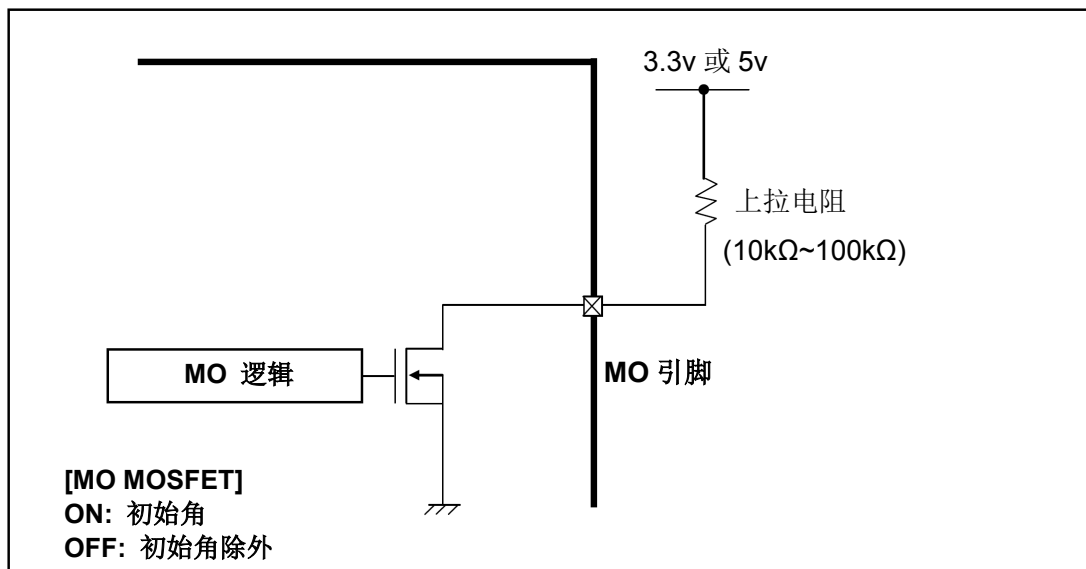 3.3v 或 5v
上拉电阻
(10kΩ~100kΩ)
MO 逻辑
MO 引脚
[MO MOSFET]
ON: 初始角
OFF: 初始角除外